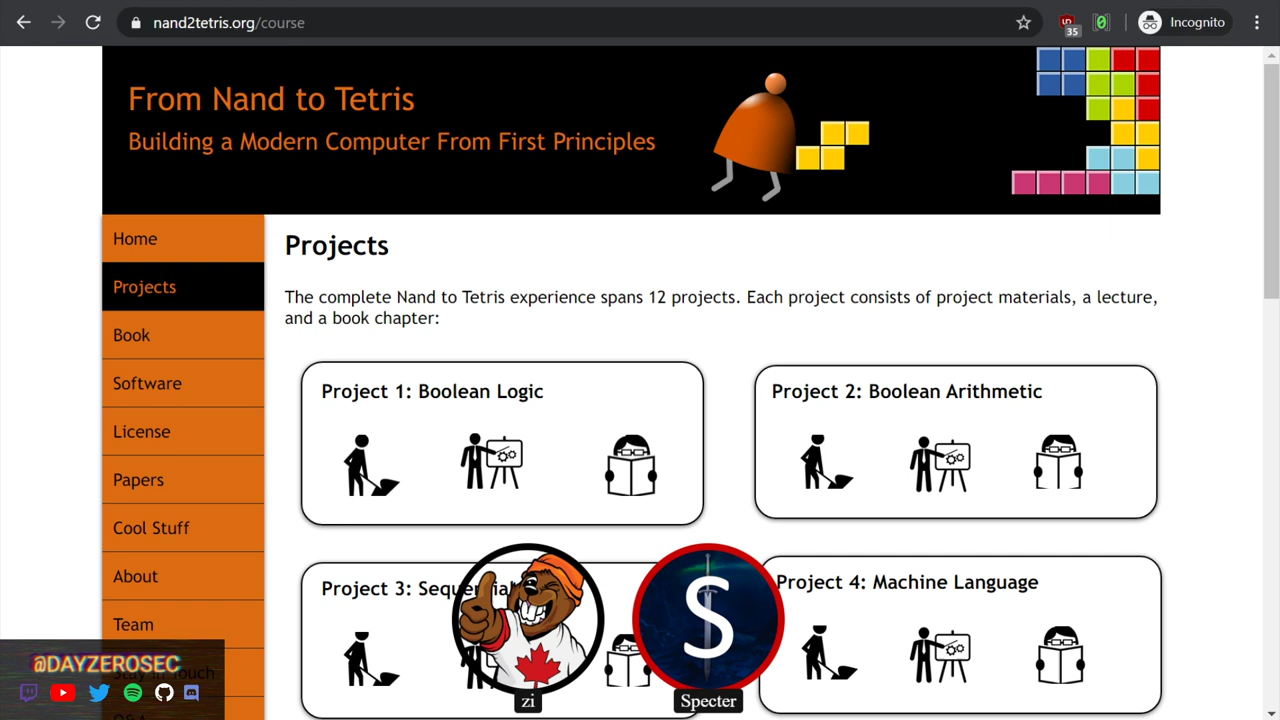 nand2tetris.org/course
35
Incognito
From Nand to Tetris
Building a Modern Computer From First Principles
Home
Projects
Book
Software
License
Papers
Cool Stuff
About
Team
Projects
The complete Nand to Tetris experience spans 12 projects. Each project consists of project materials, a lecture,
and a book chapter:
Project 1: Boolean Logic
Project 2: Boolean Arithmetic
Project 3: Sequential
Project 4: Machine Language
@DAYZEROSEC
S
zi
Specter